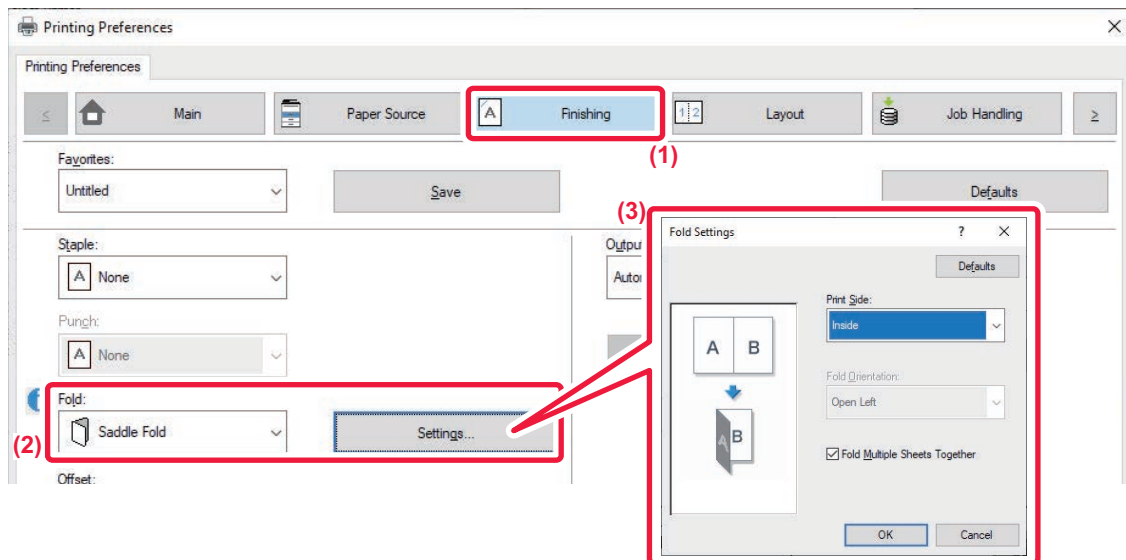 Printing Preferences
Printing Preferences
≤
Main
Paper Source
A
Finishing
1 2
Layout
Job Handling
≥
(1)
Favorites:
Untitled
Save
Defaults
(3)
Staple:
A None
Punch:
A None
Fold:
Saddle Fold
Settings...
(2)
Offset:
Fold Settings
?
Defaults
Print Side:
Inside
A B
Fold Orientation:
Open Left
A B
Fold Multiple Sheets Together
OK
Cancel